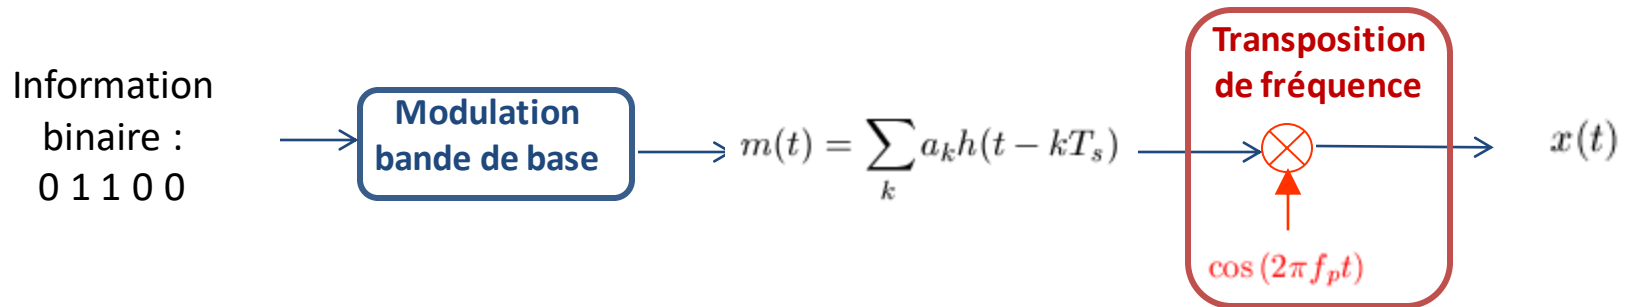 Information
binaire :
0 1 1 0 0
Modulation
bande de base
m(t) = ∑_k a_k h(t − kT_s)
Transposition
de fréquence
cos (2πf_p t)
x(t)